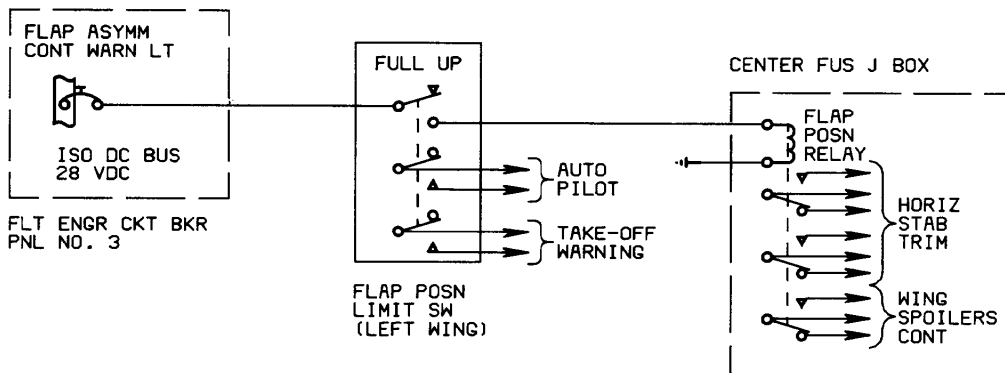 FLAP ASYMM
CONT WARN LT
ISO DC BUS
28 VDC
FLT ENGR CKT BKR
PNL NO. 3
FULL UP
AUTO
PILOT
TAKE-OFF
WARNING
FLAP POSN
LIMIT SW
(LEFT WING)
CENTER FUS J BOX
FLAP
POSN
RELAY
HORIZ
STAB
TRIM
WING
SPOILERS
CONT